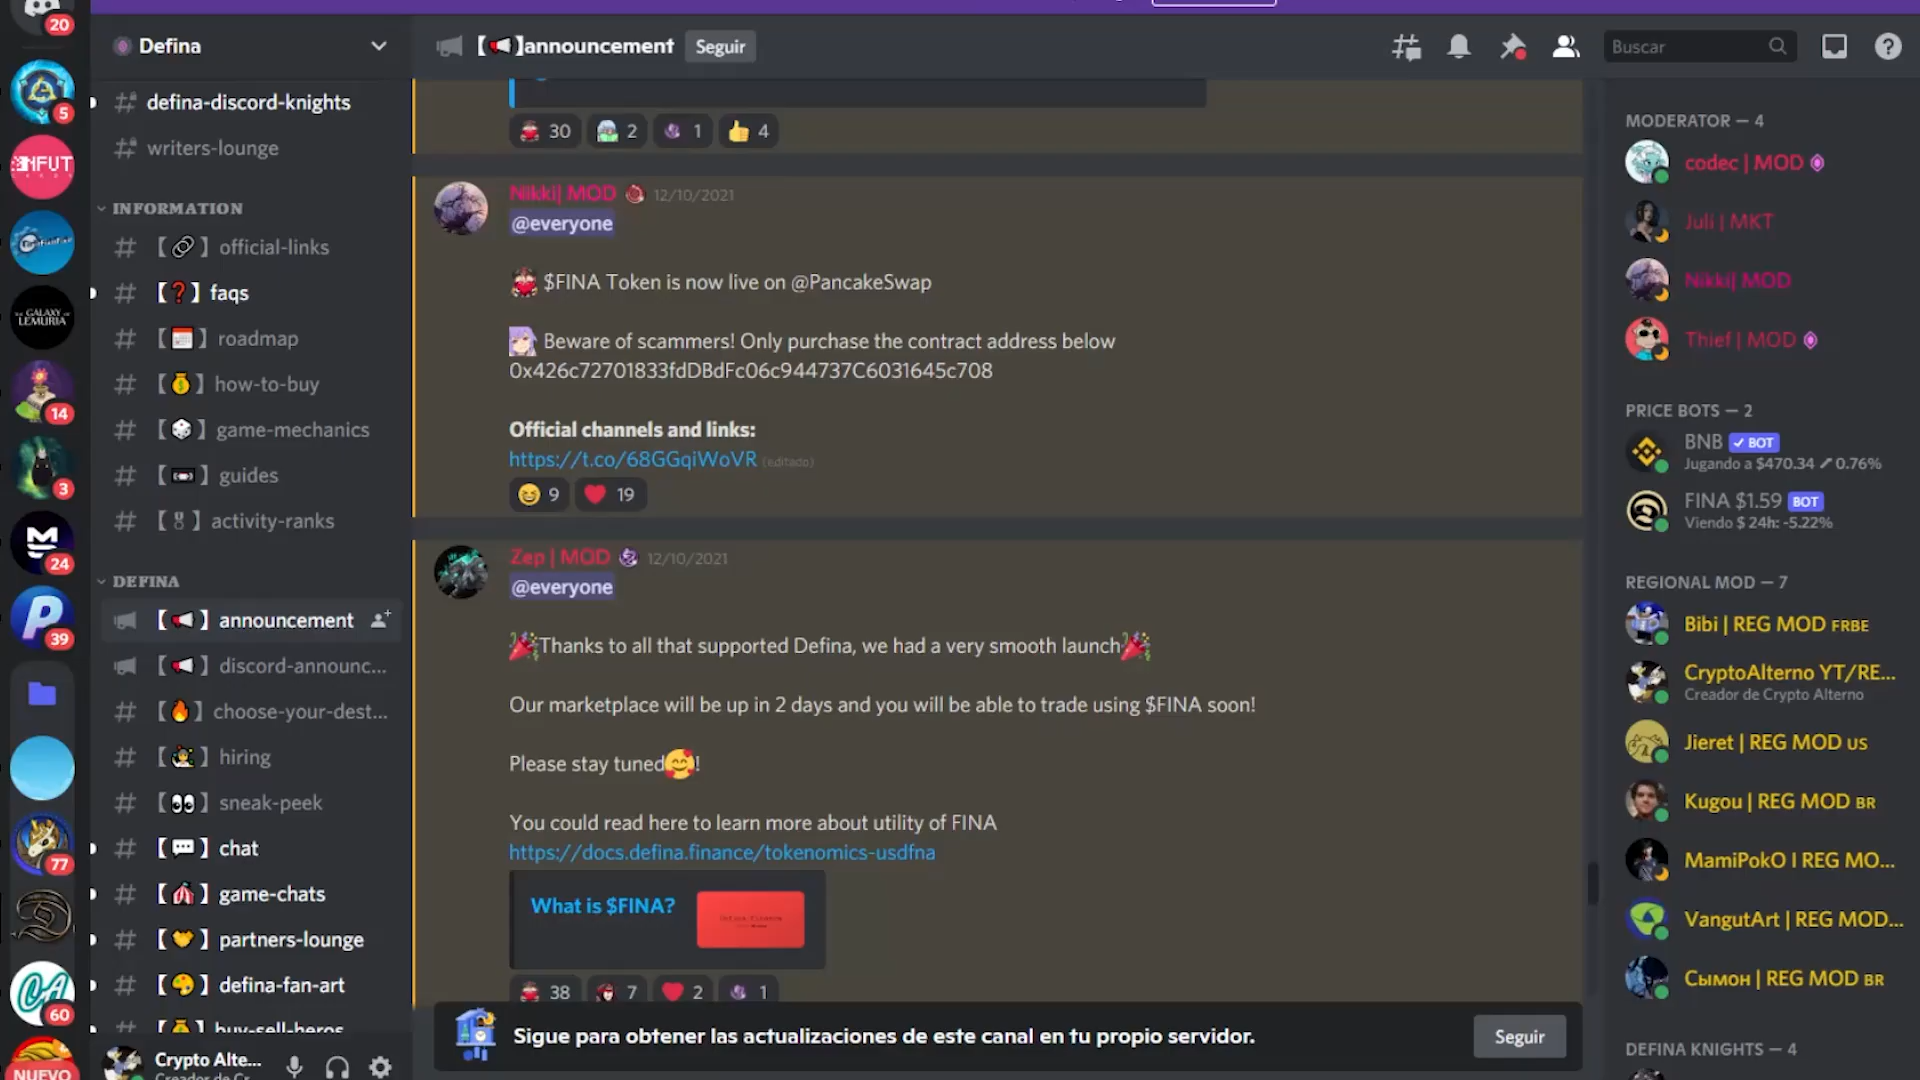 20
5
NFUT
THE GALAXY OF
LEMURIA
14
3
24
P
39
77
60
NUEVO
Defina
defina-discord-knights
writers-lounge
INFORMATION
【】official-links
【❓】faqs
【】roadmap
【】how-to-buy
【】game-mechanics
【】guides
【】activity-ranks
DEFINA
【】announcement
【】discord-announc...
【】choose-your-dest...
【】hiring
【】sneak-peek
【】chat
【】game-chats
【】partners-lounge
【】defina-fan-art
【】buy-sell-heros
Crypto Alte...
Creador de Cr
【】announcement
Seguir
30 2 1 4
Nikki| MOD 12/10/2021
@everyone
$FINA Token is now live on @PancakeSwap
Beware of scammers! Only purchase the contract address below
0x426c72701833fdDBdFc06c944737C6031645c708
Official channels and links:
https://t.co/68GGqiWoVR (editado)
9 19
Zep | MOD 12/10/2021
@everyone
Thanks to all that supported Defina, we had a very smooth launch
Our marketplace will be up in 2 days and you will be able to trade using $FINA soon!
Please stay tuned!
You could read here to learn more about utility of FINA
https://docs.defina.finance/tokenomics-usdfna
What is $FINA?
38 7 2 1
Sigue para obtener las actualizaciones de este canal en tu propio servidor.
Seguir
Buscar
MODERATOR — 4
codec | MOD
Juli | MKT
Nikki| MOD
Thief | MOD
PRICE BOTS — 2
BNB ✓ BOT
Jugando a $470.34 ⬈ 0.76%
FINA $1.59 BOT
Viendo $ 24h: -5.22%
REGIONAL MOD — 7
Bibi | REG MOD FRBE
CryptoAlterno YT/RE...
Creador de Crypto Alterno
Jieret | REG MOD US
Kugou | REG MOD BR
MamiPokO I REG MO...
VangutArt | REG MOD...
Сымон | REG MOD BR
DEFINA KNIGHTS — 4